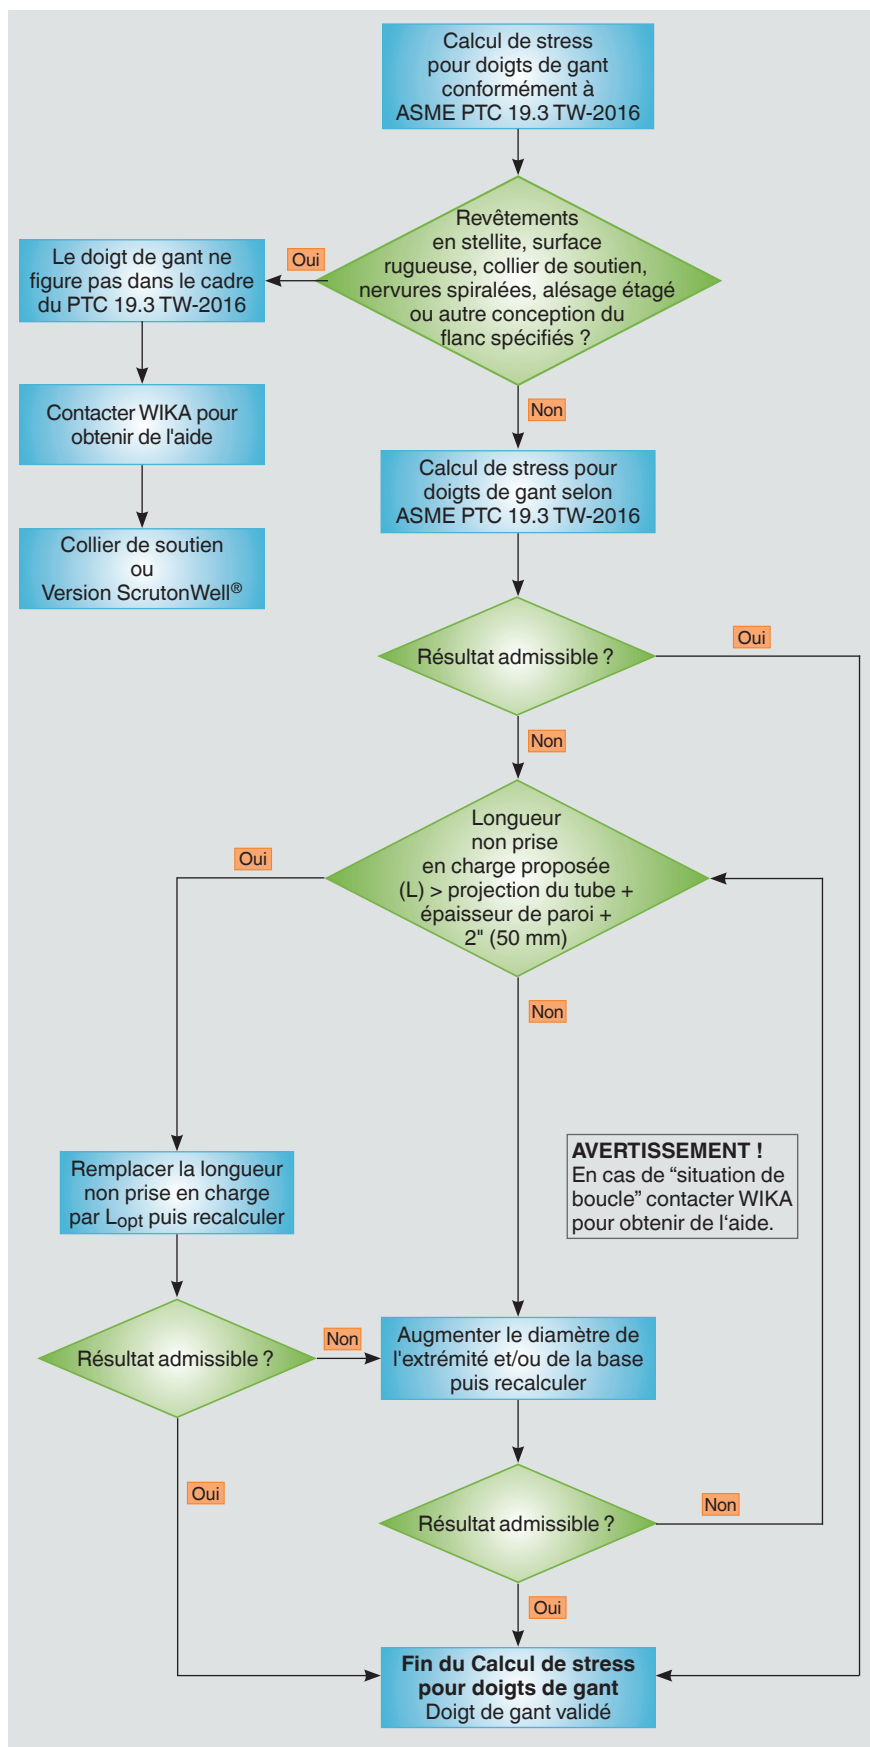 Calcul de stress
pour doigts de gant
conformément à
ASME PTC 19.3 TW-2016
Revêtements
en stellite, surface
rugueuse, collier de soutien,
nervures spiralées, alésage étagé
ou autre conception du
flanc spécifiés ?
Oui
Le doigt de gant ne
figure pas dans le cadre
du PTC 19.3 TW-2016
Contacter WIKA pour
obtenir de l'aide
Collier de soutien
ou
Version ScrutonWell®
Non
Calcul de stress pour
doigts de gant selon
ASME PTC 19.3 TW-2016
Résultat admissible ?
Oui
Non
Longueur
non prise
en charge proposée
(L) > projection du tube +
épaisseur de paroi +
2" (50 mm)
Oui
Non
AVERTISSEMENT !
En cas de “situation de
boucle” contacter WIKA
pour obtenir de l‘aide.
Remplacer la longueur
non prise en charge
par Lopt puis recalculer
Résultat admissible ?
Non
Augmenter le diamètre de
l'extrémité et/ou de la base
puis recalculer
Oui
Résultat admissible ?
Non
Oui
Fin du Calcul de stress
pour doigts de gant
Doigt de gant validé